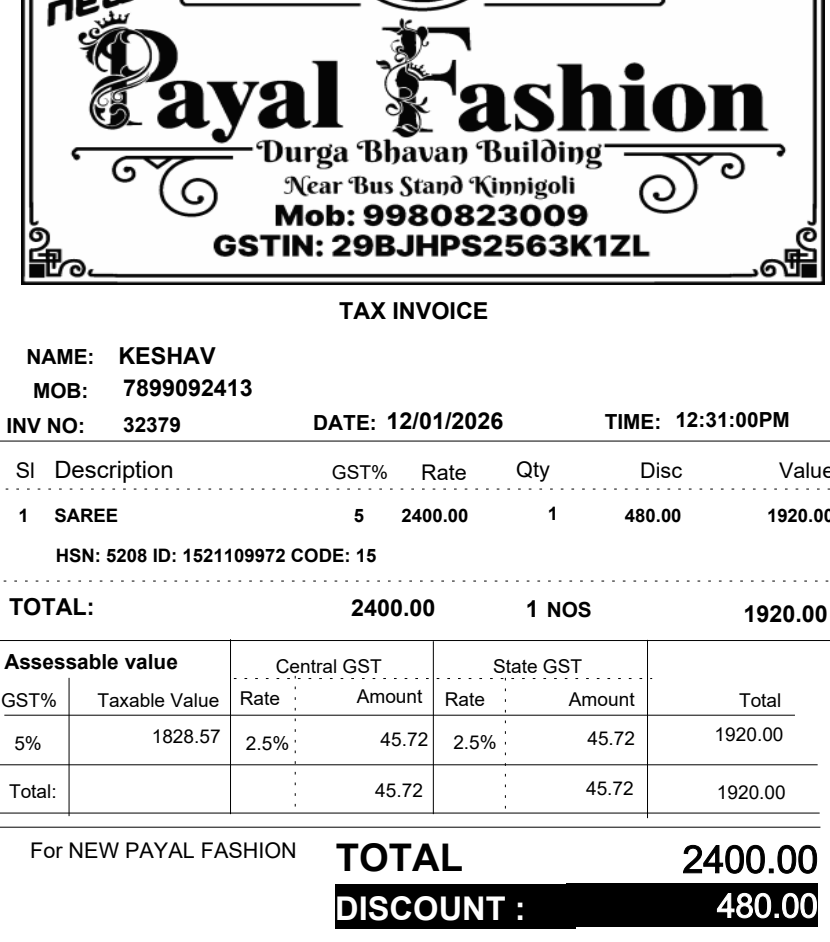 new
Payal Fashion
Durga Bhavan Building
Near Bus Stand Kinnigoli
Mob: 9980823009
GSTIN: 29BJHPS2563K1ZL
TAX INVOICE
NAME: KESHAV
MOB: 7899092413
INV NO: 32379 DATE: 12/01/2026 TIME: 12:31:00PM
Sl Description GST% Rate Qty Disc Value
1 SAREE 5 2400.00 1 480.00 1920.00
HSN: 5208 ID: 1521109972 CODE: 15
TOTAL: 2400.00 1 NOS 1920.00
Assessable value Central GST State GST
GST% Taxable Value Rate Amount Rate Amount Total
5% 1828.57 2.5% 45.72 2.5% 45.72 1920.00
Total: 45.72 45.72 1920.00
For NEW PAYAL FASHION TOTAL 2400.00
DISCOUNT : 480.00